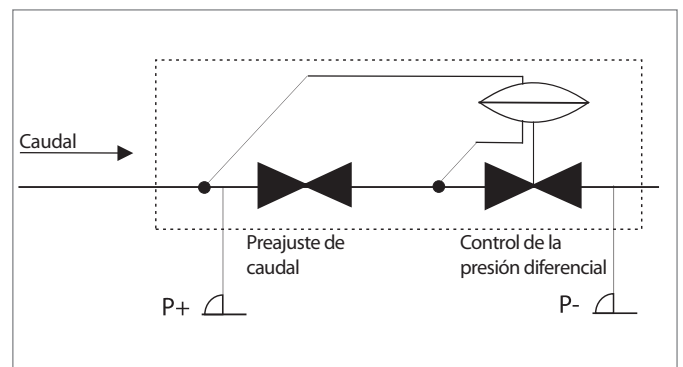 Caudal
Preajuste de
caudal
Control de la
presión diferencial
P+
P-